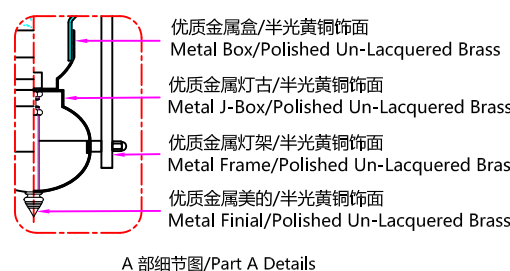 优质金属盒/半光黄铜饰面
Metal Box/Polished Un-Lacquered Brass
优质金属灯古/半光黄铜饰面
Metal J-Box/Polished Un-Lacquered Brass
优质金属灯架/半光黄铜饰面
Metal Frame/Polished Un-Lacquered Bras
优质金属美的/半光黄铜饰面
Metal Finial/Polished Un-Lacquered Brass
A 部细节图/Part A Details